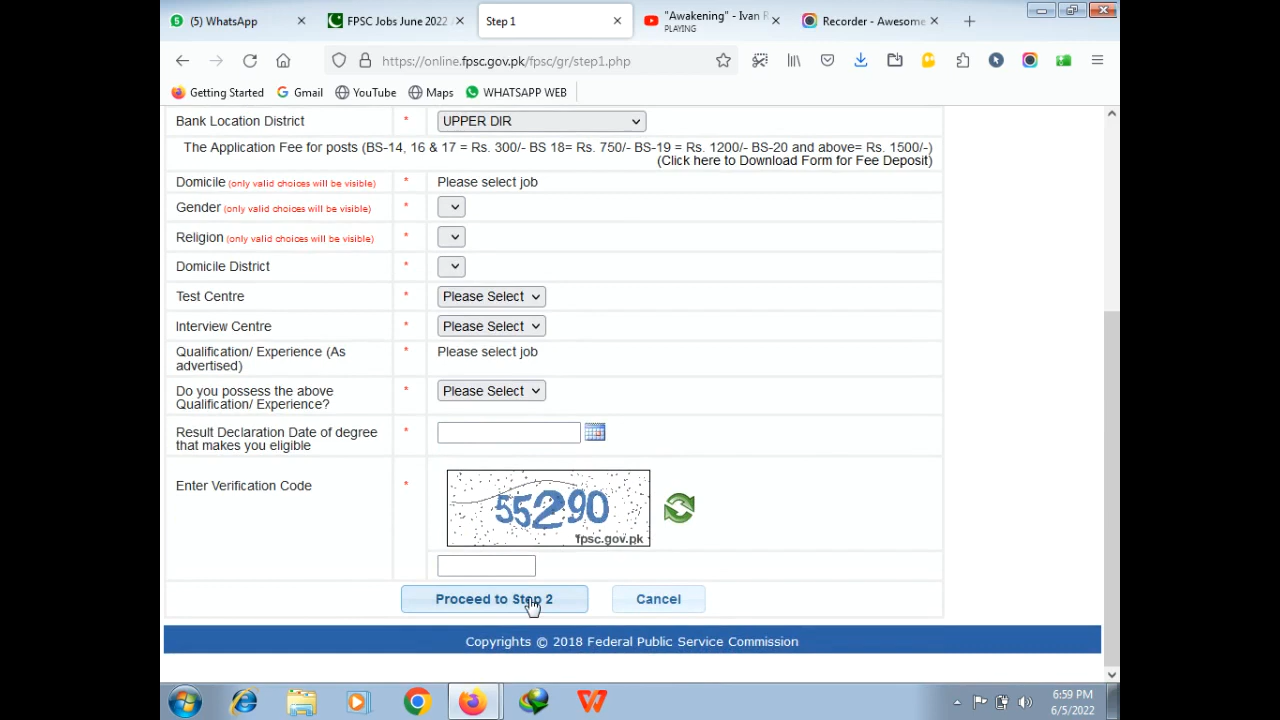 (5) WhatsApp
FPSC Jobs June 2022
Step 1
"Awakening" - Ivan R
PLAYING
Recorder - Awesome
https://online.fpsc.gov.pk/fpsc/gr/step1.php
Getting Started
Gmail
YouTube
Maps
WHATSAPP WEB
Bank Location District * UPPER DIR
The Application Fee for posts (BS-14, 16 & 17 = Rs. 300/- BS 18= Rs. 750/- BS-19 = Rs. 1200/- BS-20 and above= Rs. 1500/-)
(Click here to Download Form for Fee Deposit)
Domicile (only valid choices will be visible) * Please select job
Gender (only valid choices will be visible) *
Religion (only valid choices will be visible) *
Domicile District *
Test Centre * Please Select
Interview Centre * Please Select
Qualification/ Experience (As * Please select job
advertised)
Do you possess the above * Please Select
Qualification/ Experience?
Result Declaration Date of degree *
that makes you eligible
Enter Verification Code *
55290
fpsc.gov.pk
Proceed to Step 2
Cancel
Copyrights © 2018 Federal Public Service Commission
6:59 PM
6/5/2022